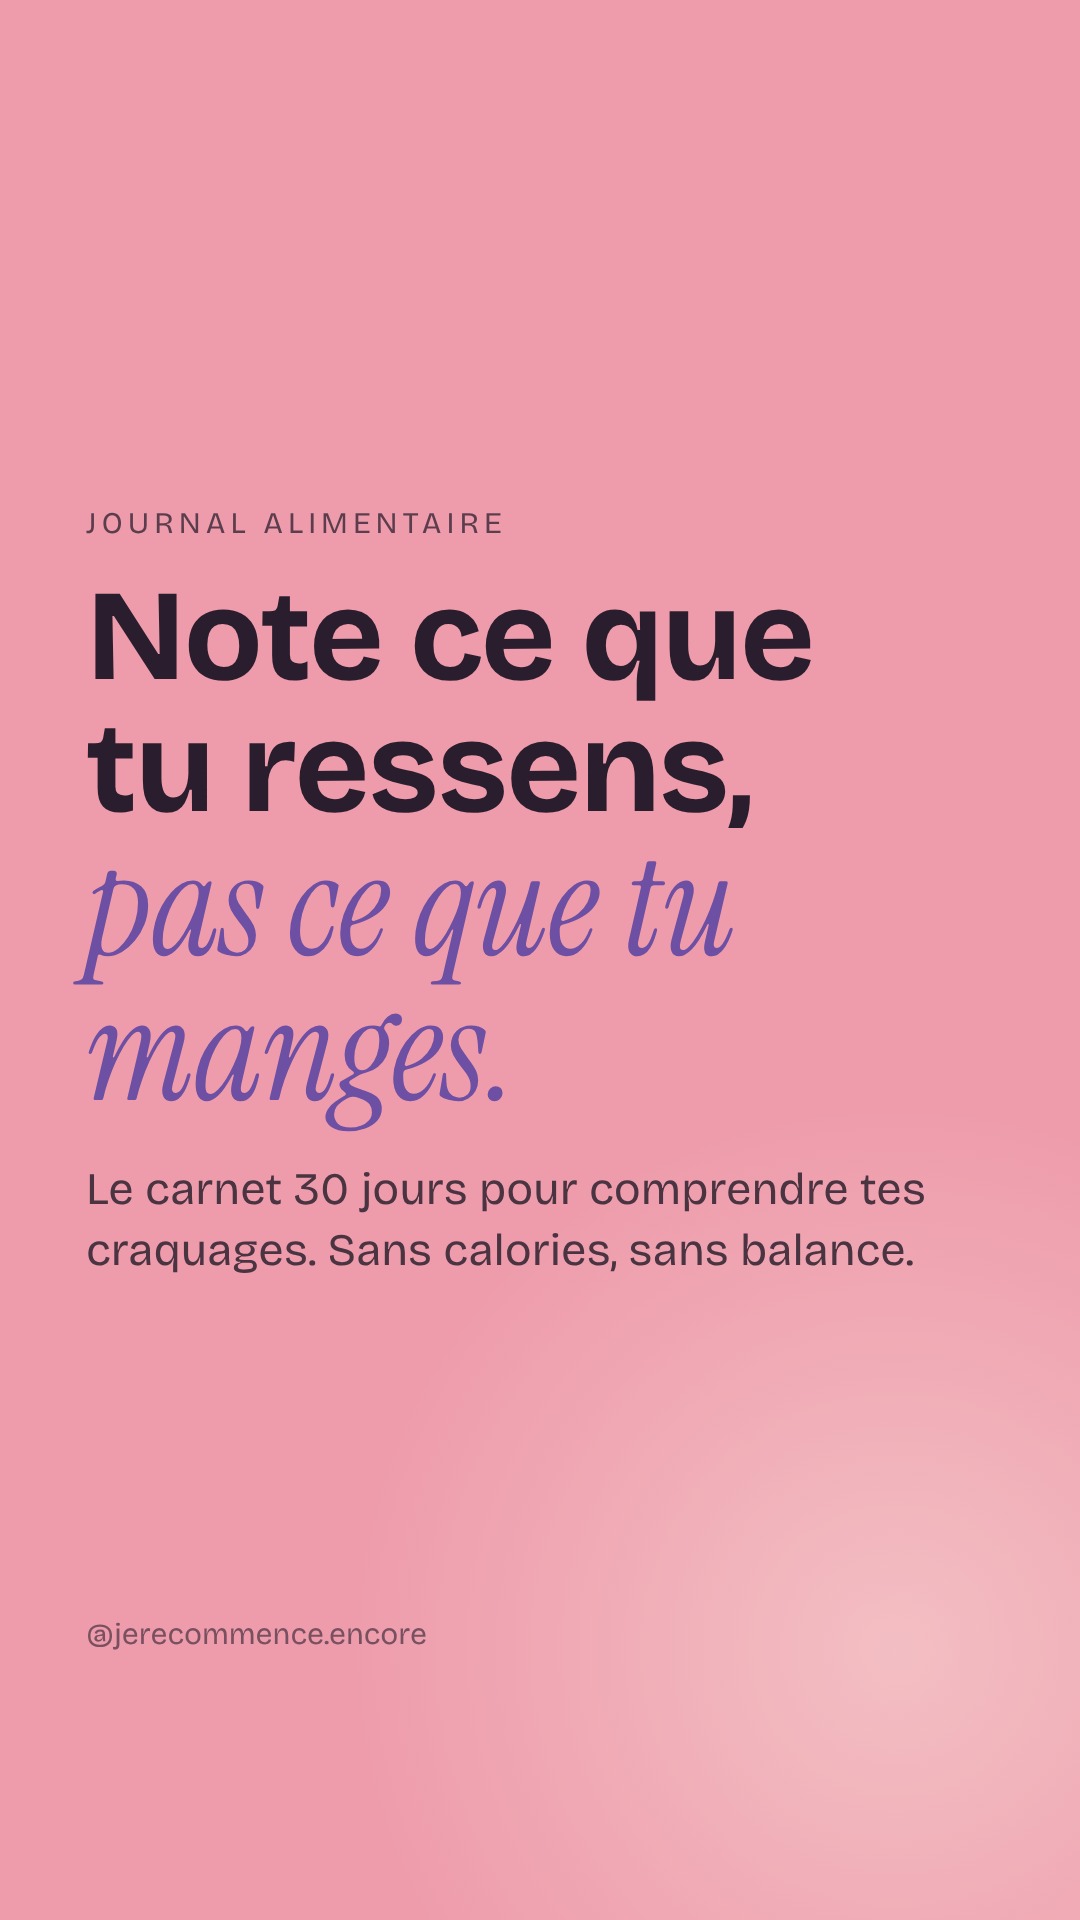 JOURNAL ALIMENTAIRE
Note ce que
tu ressens,
pas ce que tu
manges.
Le carnet 30 jours pour comprendre tes
craquages. Sans calories, sans balance.
@jerecommence.encore